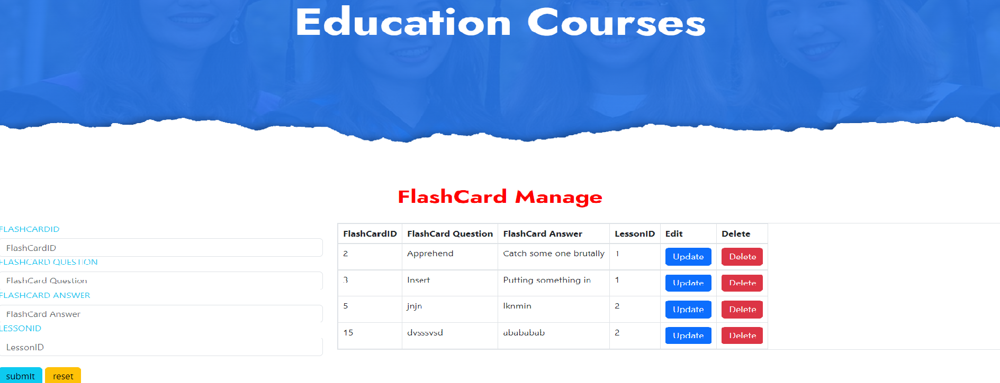 Education Courses
FlashCard Manage
FLASHCARDID
FlashCardID
FLASHCARD QUESTION
FlashCard Question
FLASHCARD ANSWER
FlashCard Answer
LESSONID
LessonID
submit reset
FlashCardID FlashCard Question FlashCard Answer LessonID Edit Delete
2 Apprehend Catch some one brutally 1 Update Delete
3 Insert Putting something in 1 Update Delete
5 jnjn lknmin 2 Update Delete
15 dvsssvsd abababab 2 Update Delete